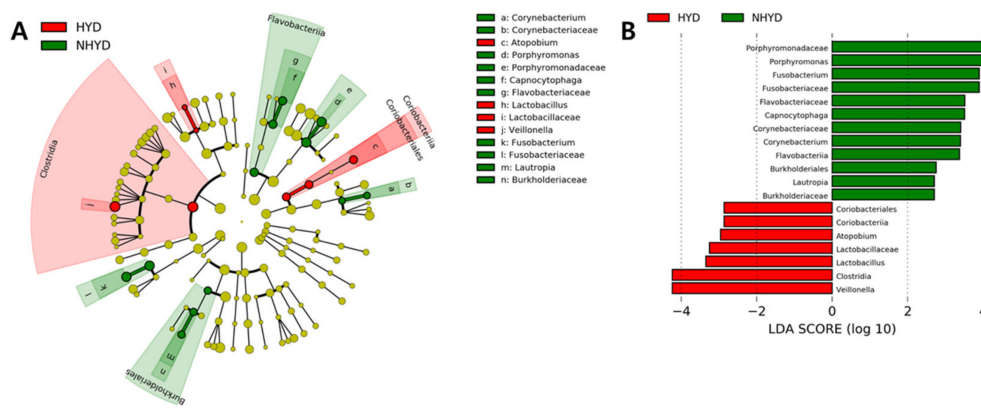 A
HYD
NHYD
Flavobacteriia
g
f
e
d
i
h
Clostridia
j
Coriobacteriia
Coriobacteriales
c
b
a
l
k
m
n
Burkholderiales
a: Corynebacterium
b: Corynebacteriaceae
c: Atopobium
d: Porphyromonas
e: Porphyromonadaceae
f: Capnocytophaga
g: Flavobacteriaceae
h: Lactobacillus
i: Lactobacillaceae
j: Veillonella
k: Fusobacterium
l: Fusobacteriaceae
m: Lautropia
n: Burkholderiaceae
B
HYD NHYD
Porphyromonadaceae
Porphyromonas
Fusobacterium
Fusobacteriaceae
Flavobacteriaceae
Capnocytophaga
Corynebacteriaceae
Corynebacterium
Flavobacteriia
Burkholderiales
Lautropia
Burkholderiaceae
Coriobacteriales
Coriobacteriia
Atopobium
Lactobacillaceae
Lactobacillus
Clostridia
Veillonella
−4 −2 0 2 4
LDA SCORE (log 10)